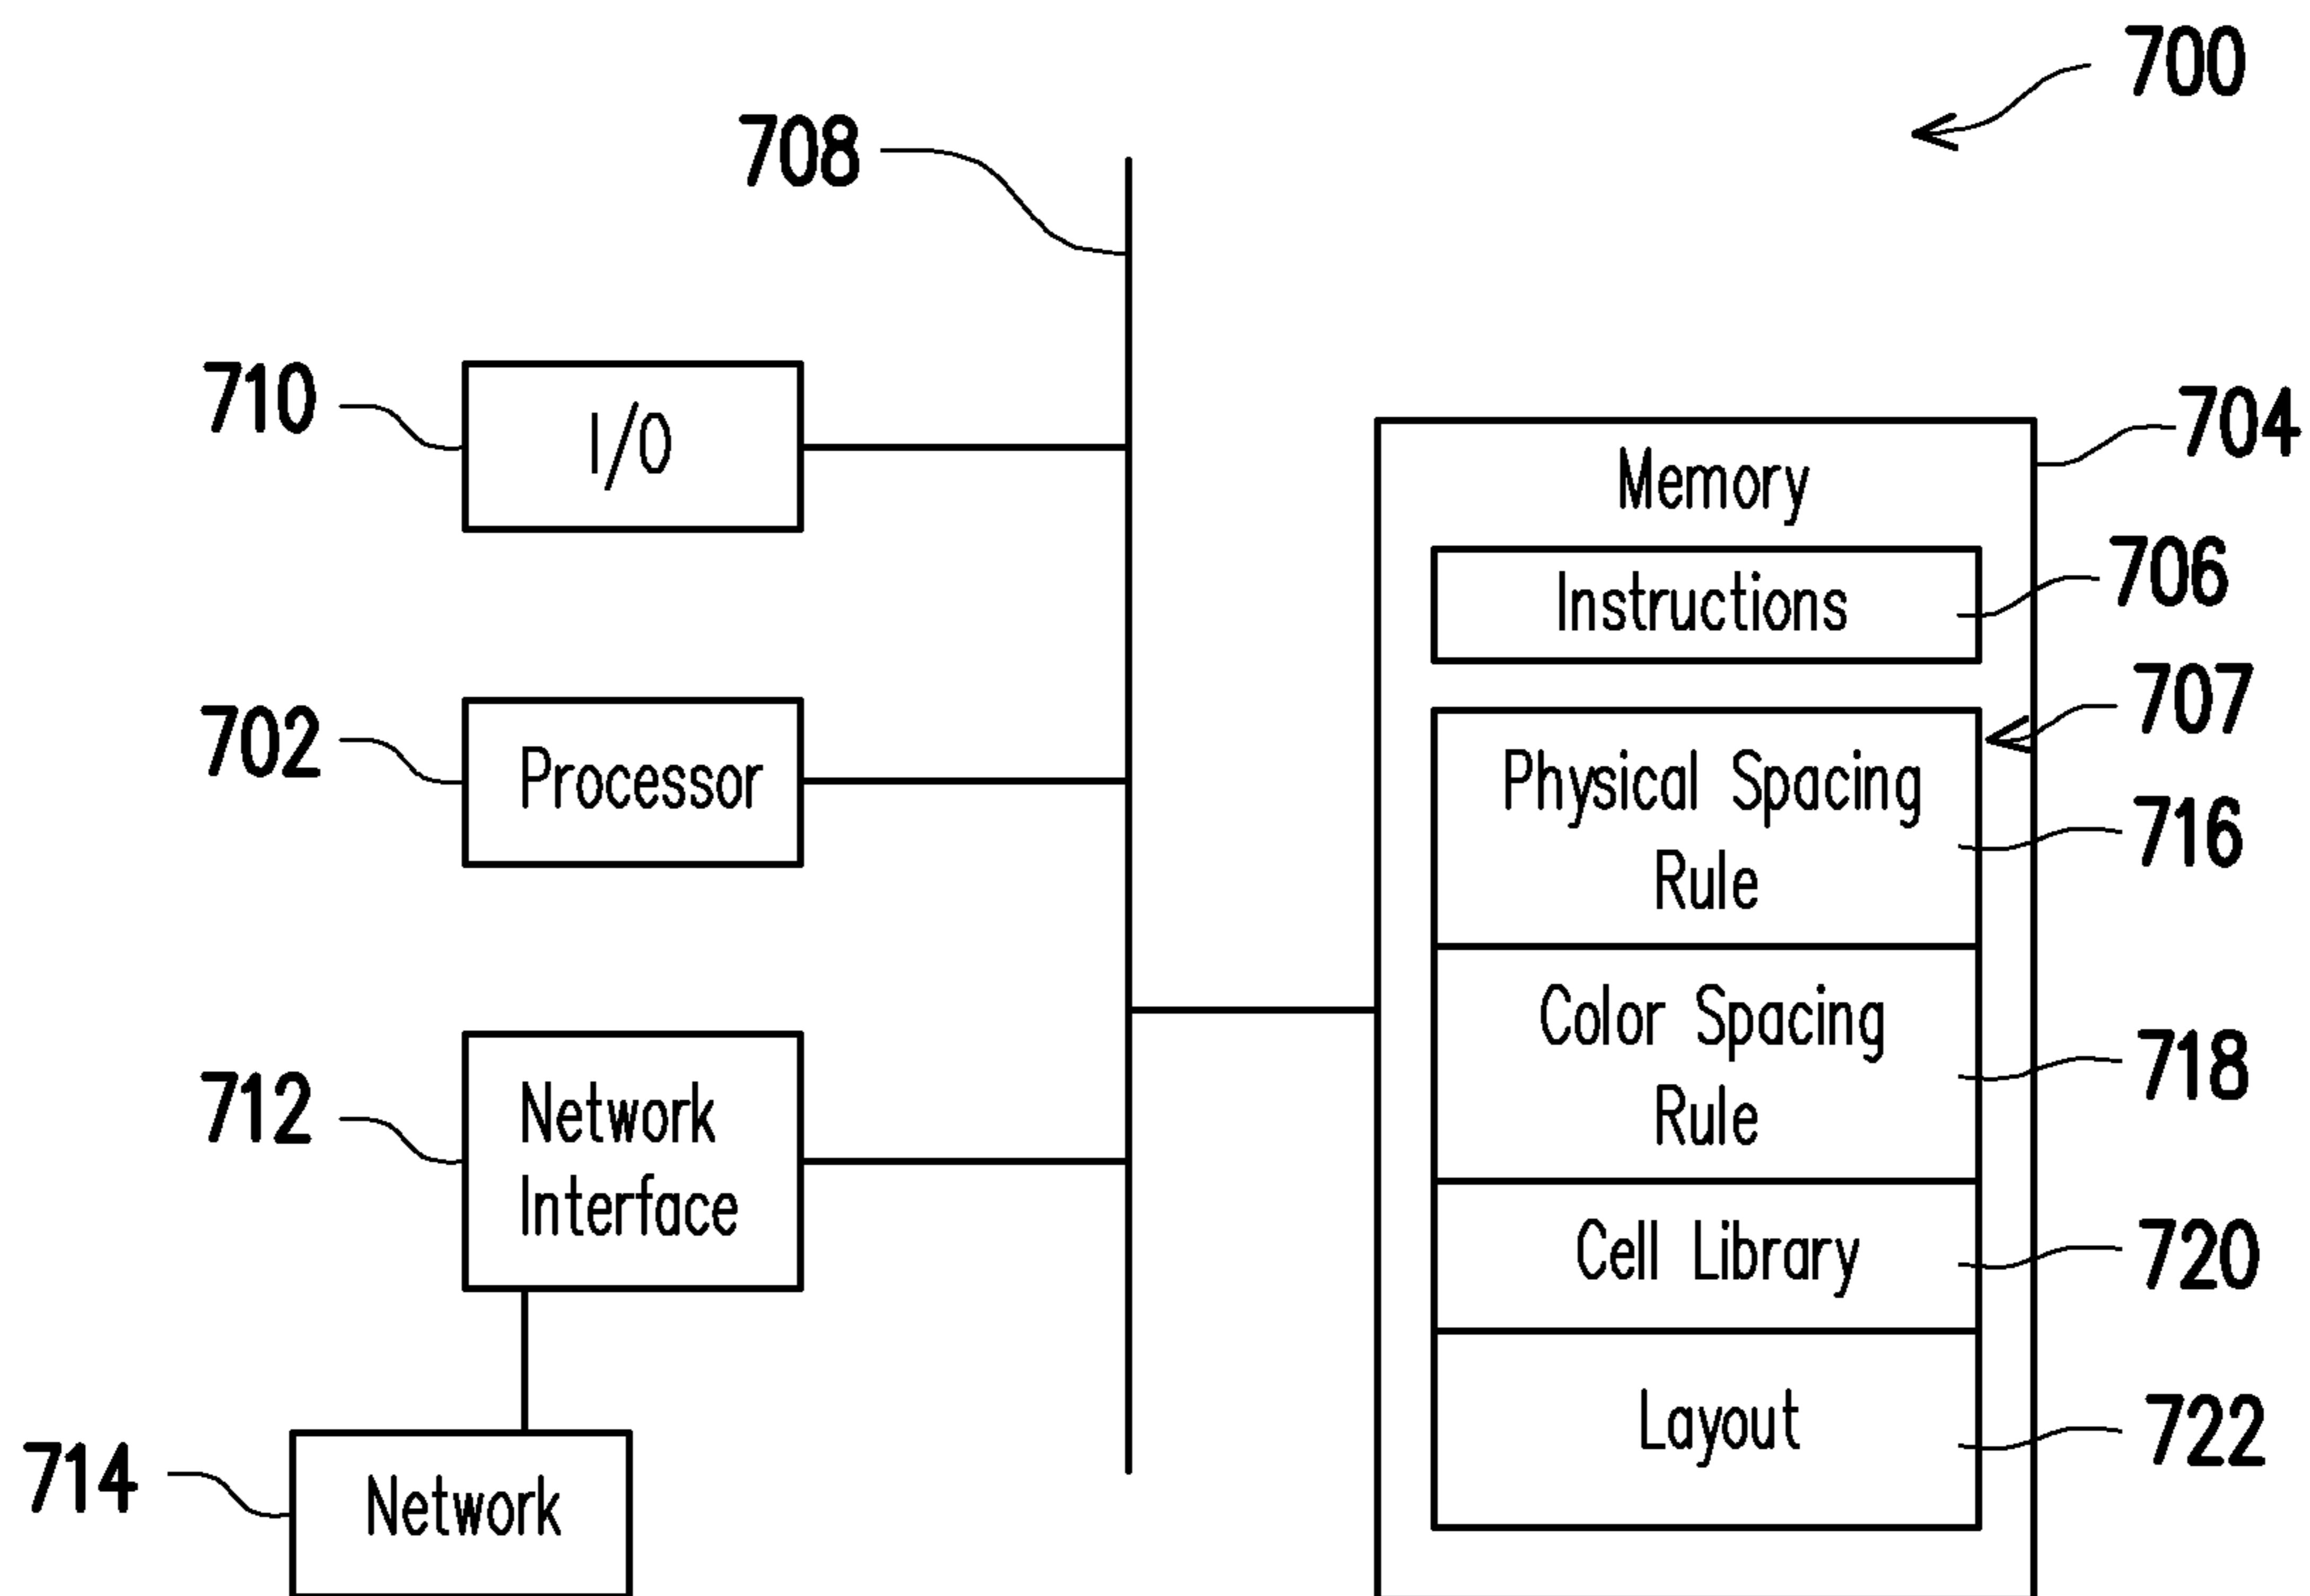 700
708
710
I/O
704
Memory
Instructions
706
707
702
Processor
Physical Spacing
Rule
716
Color Spacing
Rule
718
712
Network
Interface
Cell Library
720
Layout
722
714
Network